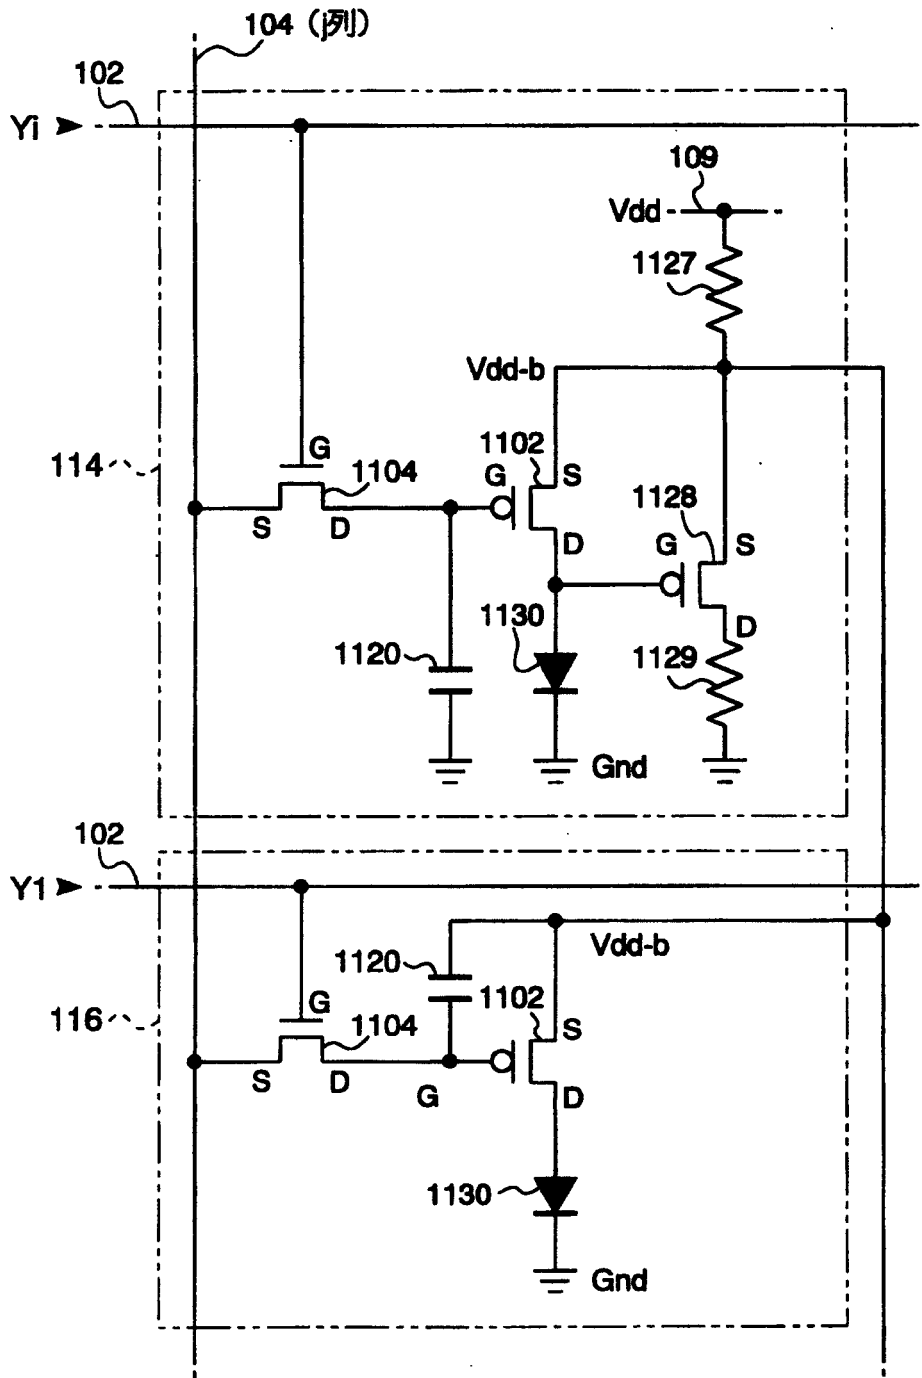 104 (j列)
102
Yi
109
Vdd
1127
Vdd-b
1102
G
S
114
G
1104
S
D
D
1128
G
S
D
1130
1120
1129
Gnd
102
Y1
Vdd-b
1120
1102
116
G
1104
S
S
D
G
D
1130
Gnd